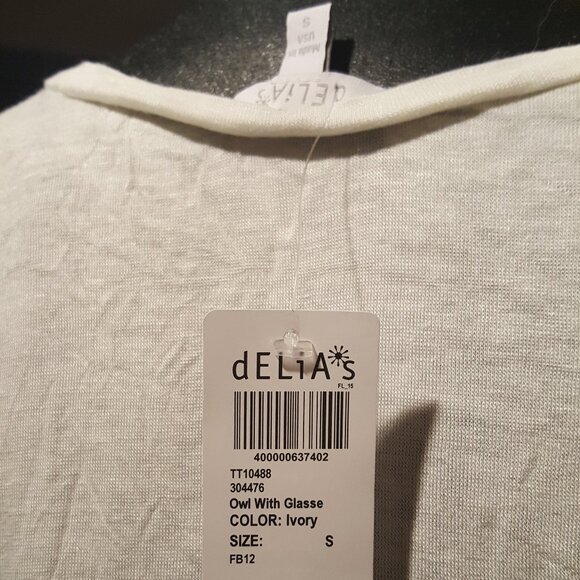 S
Made in
USA
dELiA's
dELiA*s
FL_15
400000637402
TT10488
304476
Owl With Glasse
COLOR: Ivory
SIZE: S
FB12